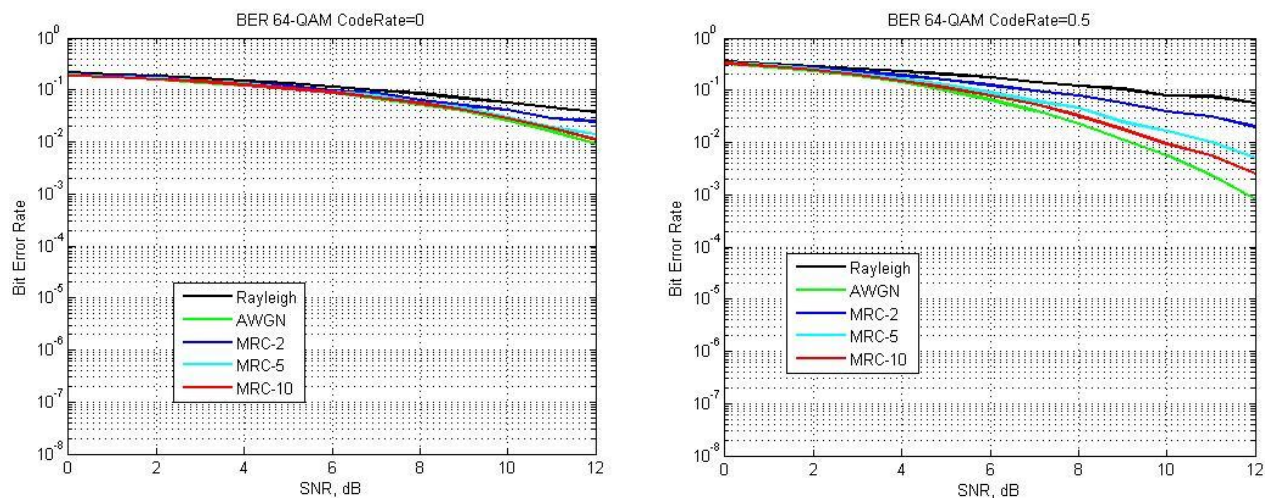 BER 64-QAM CodeRate=0
10^0
10^-1
10^-2
10^-3
10^-4
10^-5
10^-6
10^-7
10^-8
Bit Error Rate
Rayleigh
AWGN
MRC-2
MRC-5
MRC-10
0 2 4 6 8 10 12
SNR, dB
BER 64-QAM CodeRate=0.5
10^0
10^-1
10^-2
10^-3
10^-4
10^-5
10^-6
10^-7
10^-8
Bit Error Rate
Rayleigh
AWGN
MRC-2
MRC-5
MRC-10
0 2 4 6 8 10 12
SNR, dB